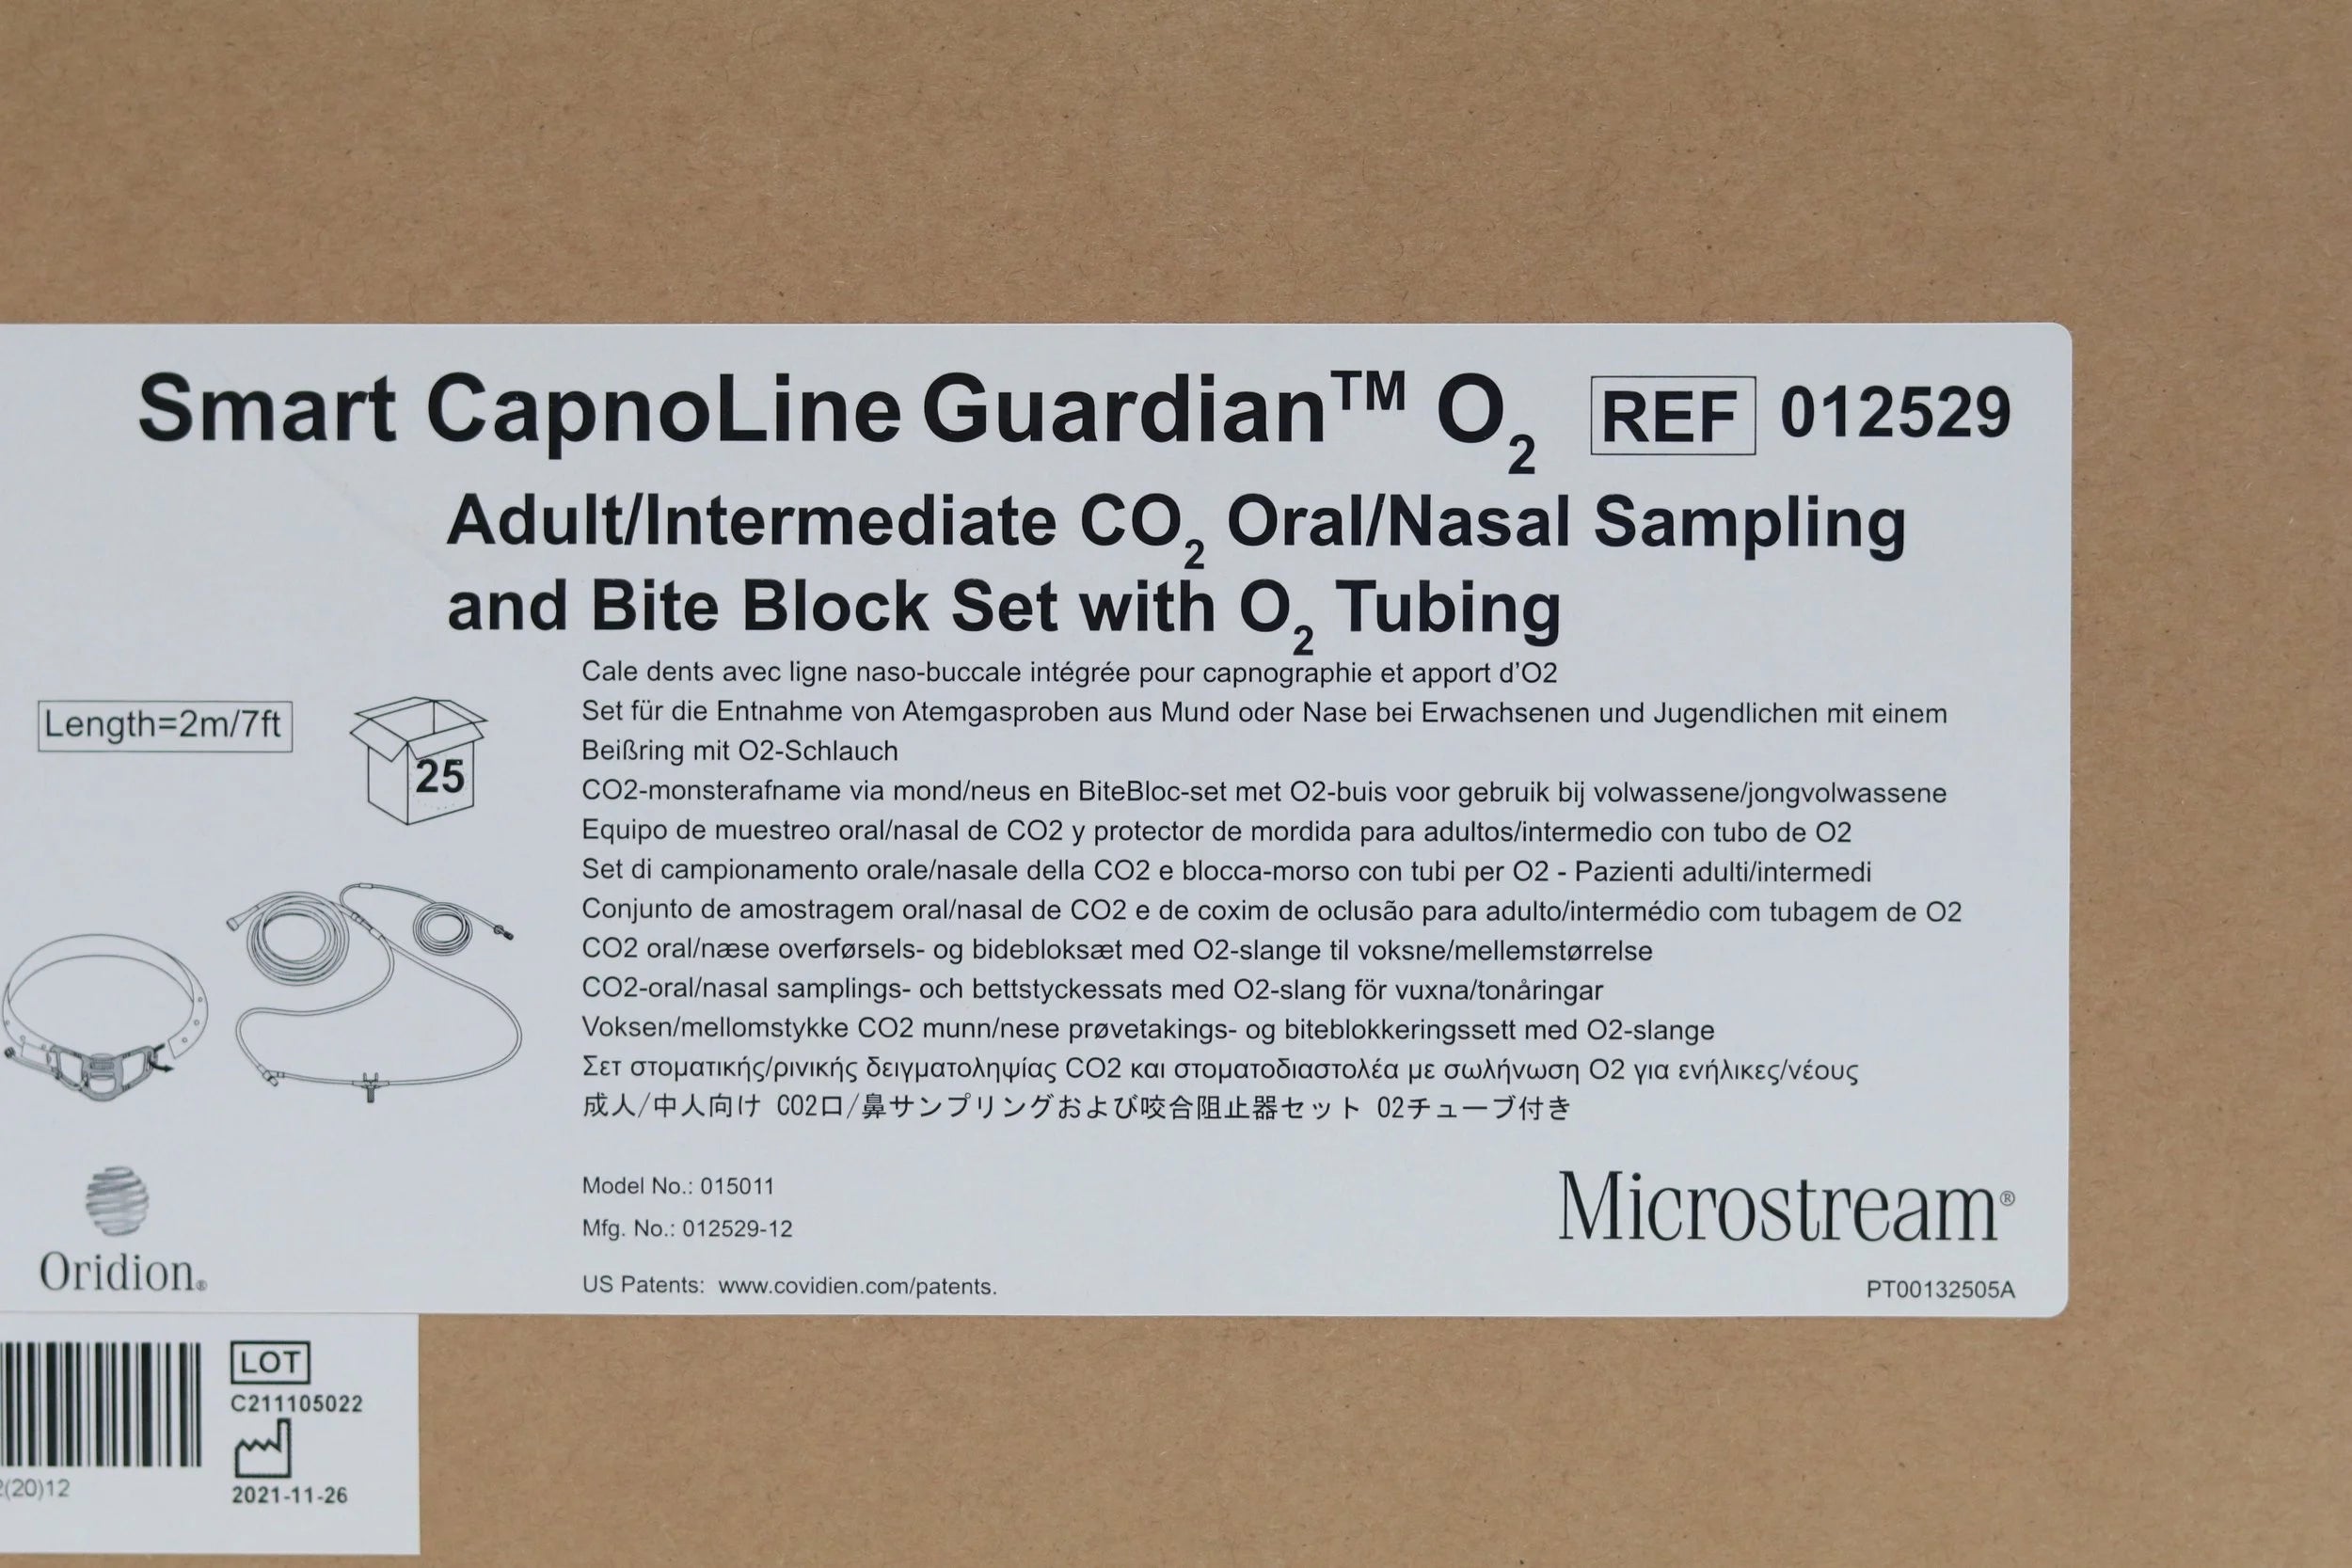 Smart CapnoLine Guardian™ O₂ REF 012529
Adult/Intermediate CO₂ Oral/Nasal Sampling
and Bite Block Set with O₂ Tubing
Cale dents avec ligne naso-buccale intégrée pour capnographie et apport d'O2
Set für die Entnahme von Atemgasproben aus Mund oder Nase bei Erwachsenen und Jugendlichen mit einem
Beißring mit O2-Schlauch
CO2-monsterafname via mond/neus en BiteBloc-set met O2-buis voor gebruik bij volwassene/jongvolwassene
Equipo de muestreo oral/nasal de CO2 y protector de mordida para adultos/intermedio con tubo de O2
Set di campionamento orale/nasale della CO2 e blocca-morso con tubi per O2 - Pazienti adulti/intermedi
Conjunto de amostragem oral/nasal de CO2 e de coxim de oclusão para adulto/intermédio com tubagem de O2
CO2 oral/næse overførsels- og bidebloksæt med O2-slange til voksne/mellemstørrelse
CO2-oral/nasal samplings- och bettstyckessats med O2-slang för vuxna/tonåringar
Voksen/mellomstykke CO2 munn/nese prøvetakings- og biteblokkeringssett med O2-slange
Σετ στοματικής/ρινικής δειγματοληψίας CO2 και στοματοδιαστολέα με σωλήνωση O2 για ενήλικες/νέους
成人/中人向け CO2口/鼻サンプリングおよび咬合阻止器セット O2チューブ付き
Length=2m/7ft
25
Oridion®
Model No.: 015011
Mfg. No.: 012529-12
US Patents: www.covidien.com/patents.
Microstream®
PT00132505A
LOT
C211105022
2021-11-26
(20)12